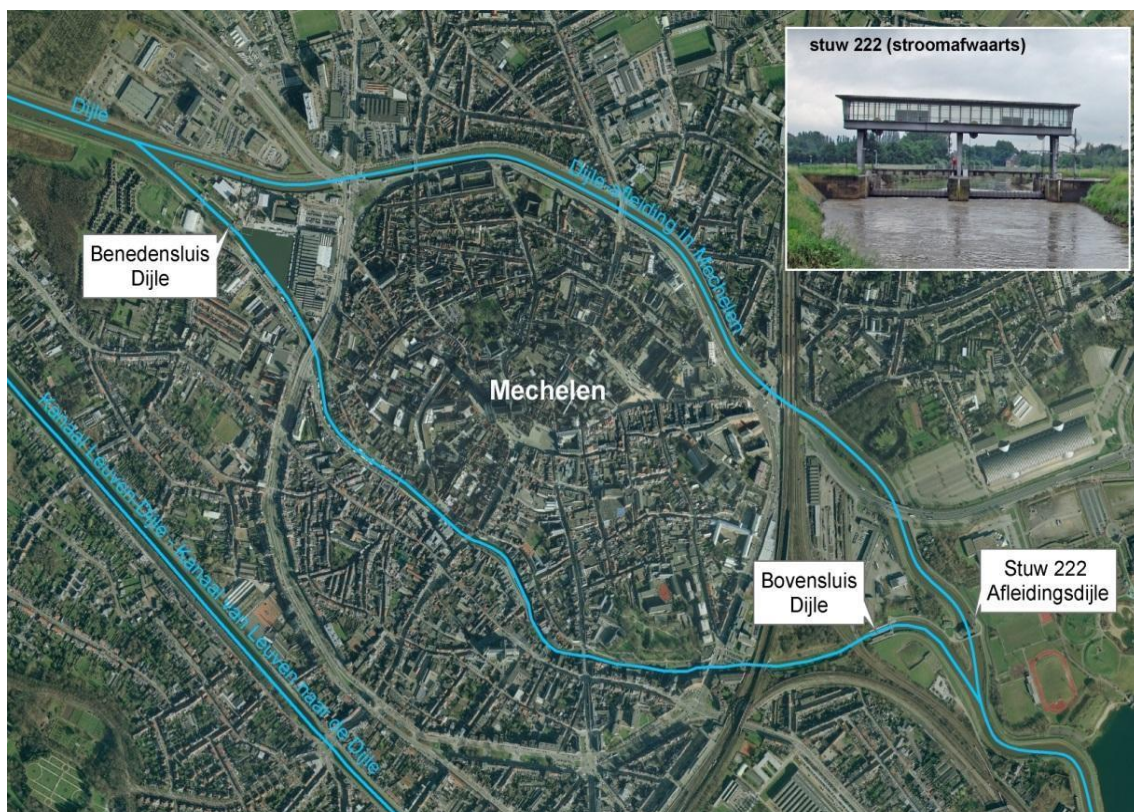 stuw 222 (stroomafwaarts)
Dijle
Dijle-afleiding in Mechelen
Benedensluis
Dijle
Mechelen
Kanaal Leuven-Dijle - Kanaal van Leuven naar de Dijle
Bovensluis
Dijle
Stuw 222
Afleidingsdijle